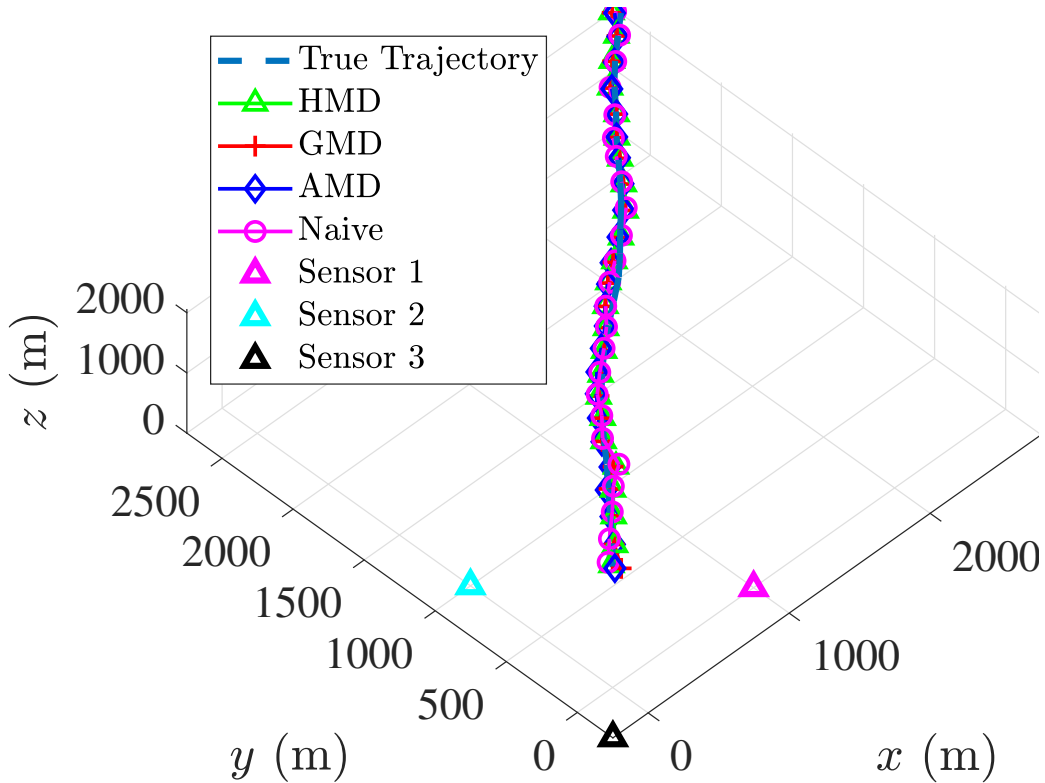 True Trajectory
HMD
GMD
AMD
Naive
Sensor 1
Sensor 2
Sensor 3
2000
1000
0
z (m)
2500
2000
1500
1000
500
0
y (m)
0
1000
2000
x (m)